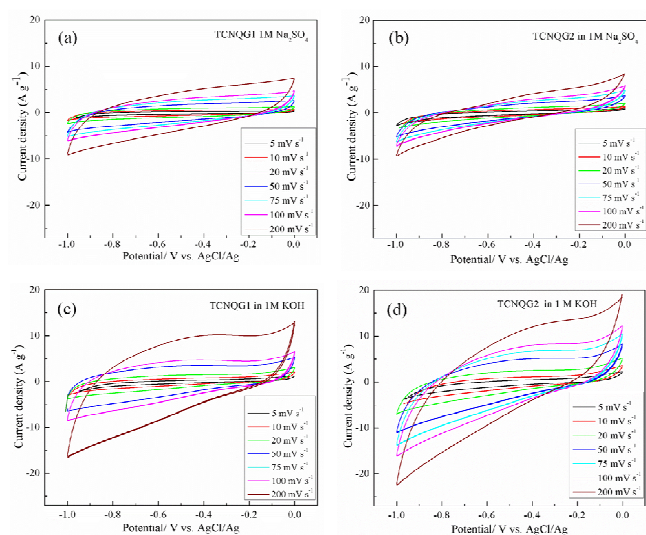 (a)
TCNQG1 1M Na₂SO₄
20
10
0
-10
-20
Current density (A g⁻¹)
-1.0 -0.8 -0.6 -0.4 -0.2 0.0
Potential/ V vs. AgCl/Ag
5 mV s⁻¹
10 mV s⁻¹
20 mV s⁻¹
50 mV s⁻¹
75 mV s⁻¹
100 mV s⁻¹
200 mV s⁻¹
(b)
TCNQG2 in 1M Na₂SO₄
20
10
0
-10
-20
Current density (A g⁻¹)
-1.0 -0.8 -0.6 -0.4 -0.2 0.0
Potential/ V vs. AgCl/Ag
5 mV s⁻¹
10 mV s⁻¹
20 mV s⁻¹
50 mV s⁻¹
75 mV s⁻¹
100 mV s⁻¹
200 mV s⁻¹
(c)
TCNQG1 in 1M KOH
20
10
0
-10
-20
Current density (A g⁻¹)
-1.0 -0.8 -0.6 -0.4 -0.2 0.0
Potential/ V vs. AgCl/Ag
5 mV s⁻¹
10 mV s⁻¹
20 mV s⁻¹
50 mV s⁻¹
75 mV s⁻¹
100 mV s⁻¹
200 mV s⁻¹
(d)
TCNQG2 in 1 M KOH
20
10
0
-10
-20
Current density (A g⁻¹)
-1.0 -0.8 -0.6 -0.4 -0.2 0.0
Potential/ V vs. AgCl/Ag
5 mV s⁻¹
10 mV s⁻¹
20 mV s⁻¹
50 mV s⁻¹
75 mV s⁻¹
100 mV s⁻¹
200 mV s⁻¹